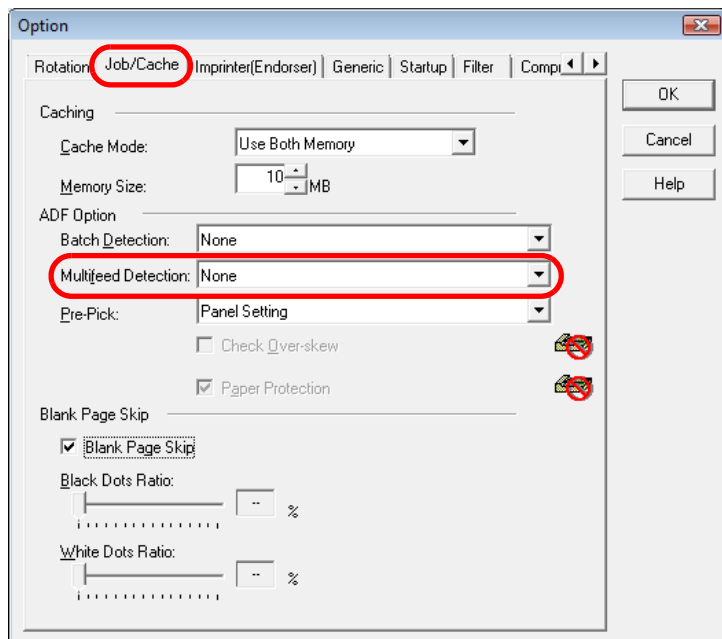 Option
Rotation Job/Cache Imprinter(Endorser) Generic Startup Filter Compr
OK
Caching
Cancel
Cache Mode: Use Both Memory
Memory Size: 10 MB
Help
ADF Option
Batch Detection: None
Multifeed Detection: None
Pre-Pick: Panel Setting
Check Over-skew
Paper Protection
Blank Page Skip
Blank Page Skip
Black Dots Ratio:
-- %
White Dots Ratio:
-- %